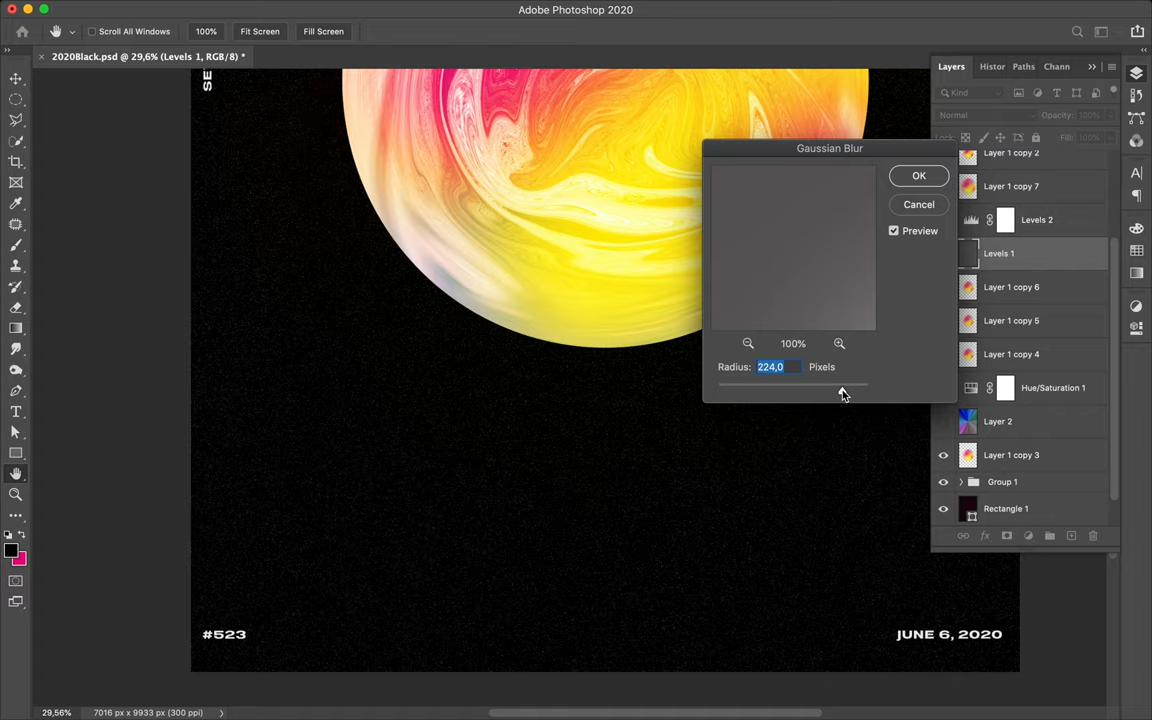 Adobe Photoshop 2020
Scroll All Windows
100%
Fit Screen
Fill Screen
2020Black.psd @ 29,6% (Levels 1, RGB/8) *
Layers
Histor
Paths
Chann
Kind
Normal
Opacity: 100%
Lock:
Fill: 100%
Layer 1 copy 2
Layer 1 copy 7
Levels 2
Levels 1
Layer 1 copy 6
Layer 1 copy 5
Layer 1 copy 4
Hue/Saturation 1
Layer 2
Layer 1 copy 3
Group 1
Rectangle 1
Gaussian Blur
OK
Cancel
Preview
100%
Radius: 224,0 Pixels
SE
#523
JUNE 6, 2020
29,56%
7016 px x 9933 px (300 ppi)